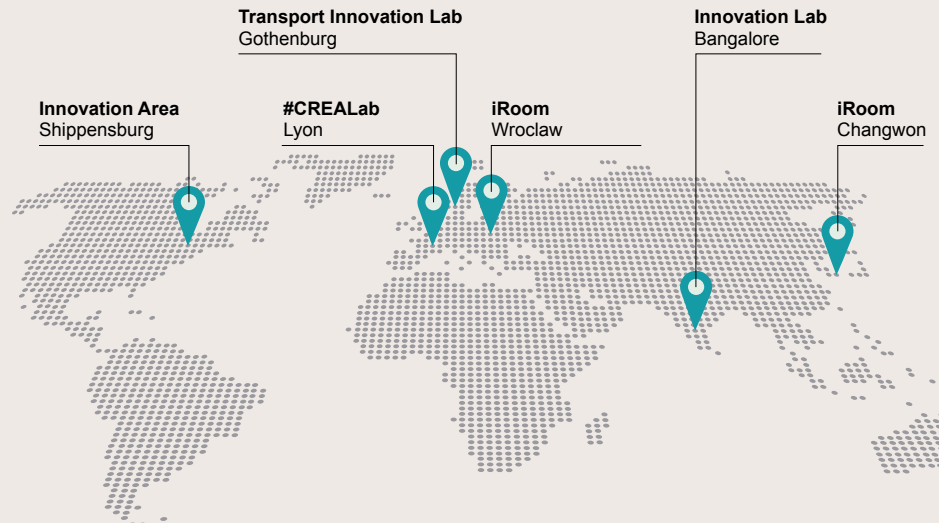 Transport Innovation Lab
Gothenburg
Innovation Lab
Bangalore
Innovation Area
Shippensburg
#CREALab
Lyon
iRoom
Wroclaw
iRoom
Changwon